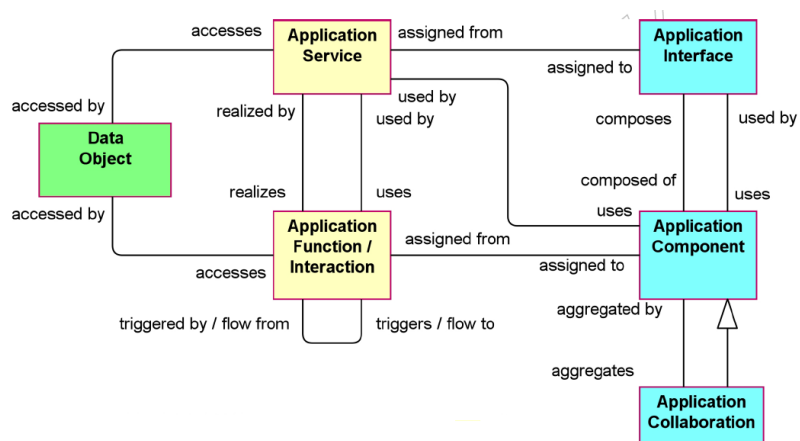 accesses
Application
Service
assigned from
Application
Interface
assigned to
accessed by
realized by
used by
used by
composes
used by
Data
Object
composed of
accessed by
realizes
uses
uses
uses
Application
Function /
Interaction
assigned from
Application
Component
accesses
assigned to
triggered by / flow from
triggers / flow to
aggregated by
aggregates
Application
Collaboration